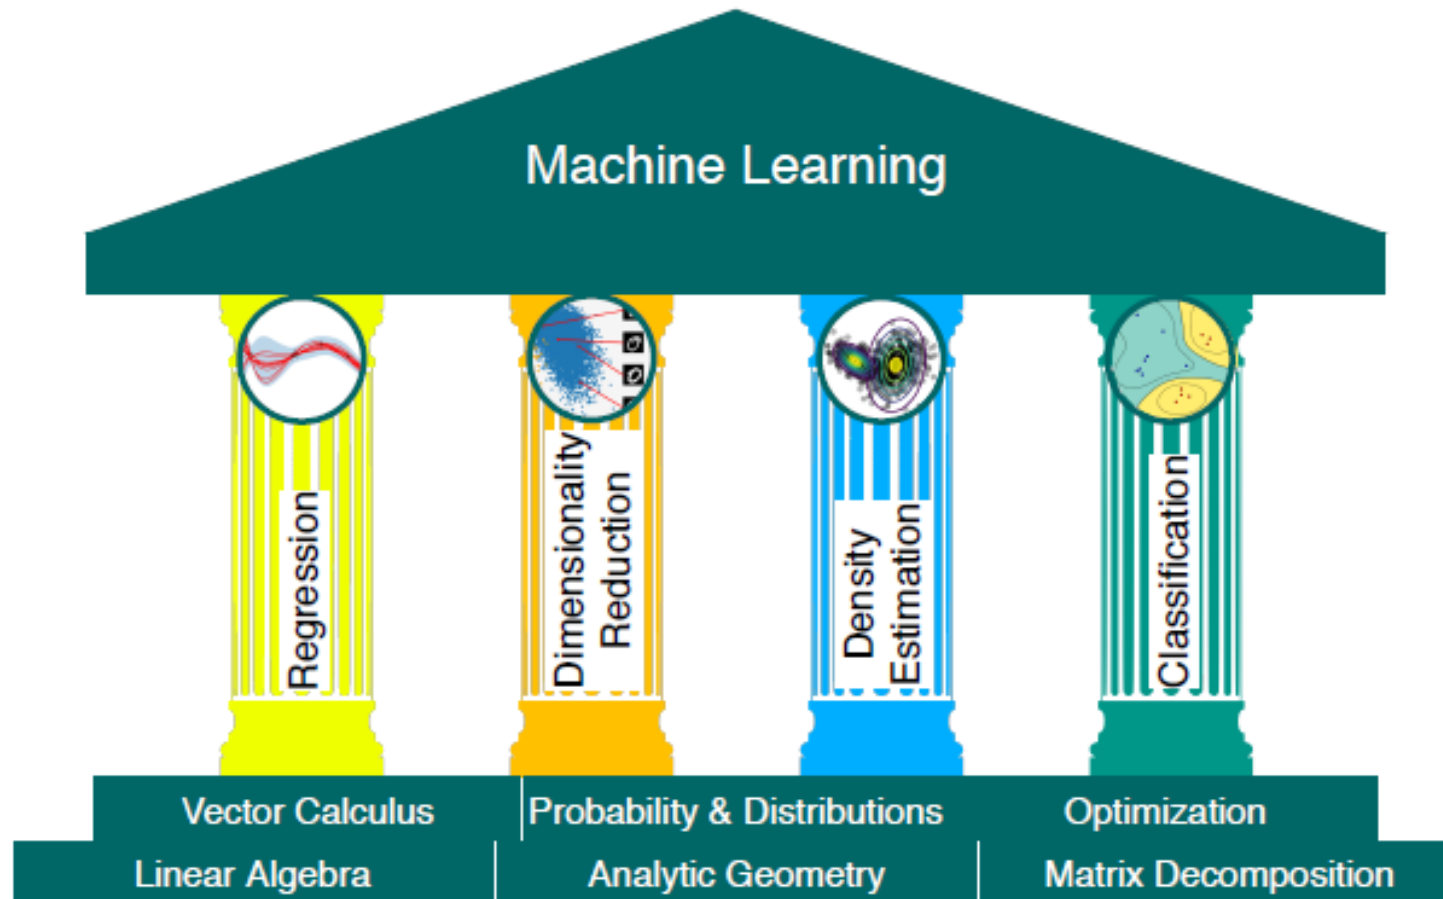 Machine Learning
Regression
Dimensionality
Reduction
Density
Estimation
Classification
Vector Calculus
Probability & Distributions
Optimization
Linear Algebra
Analytic Geometry
Matrix Decomposition